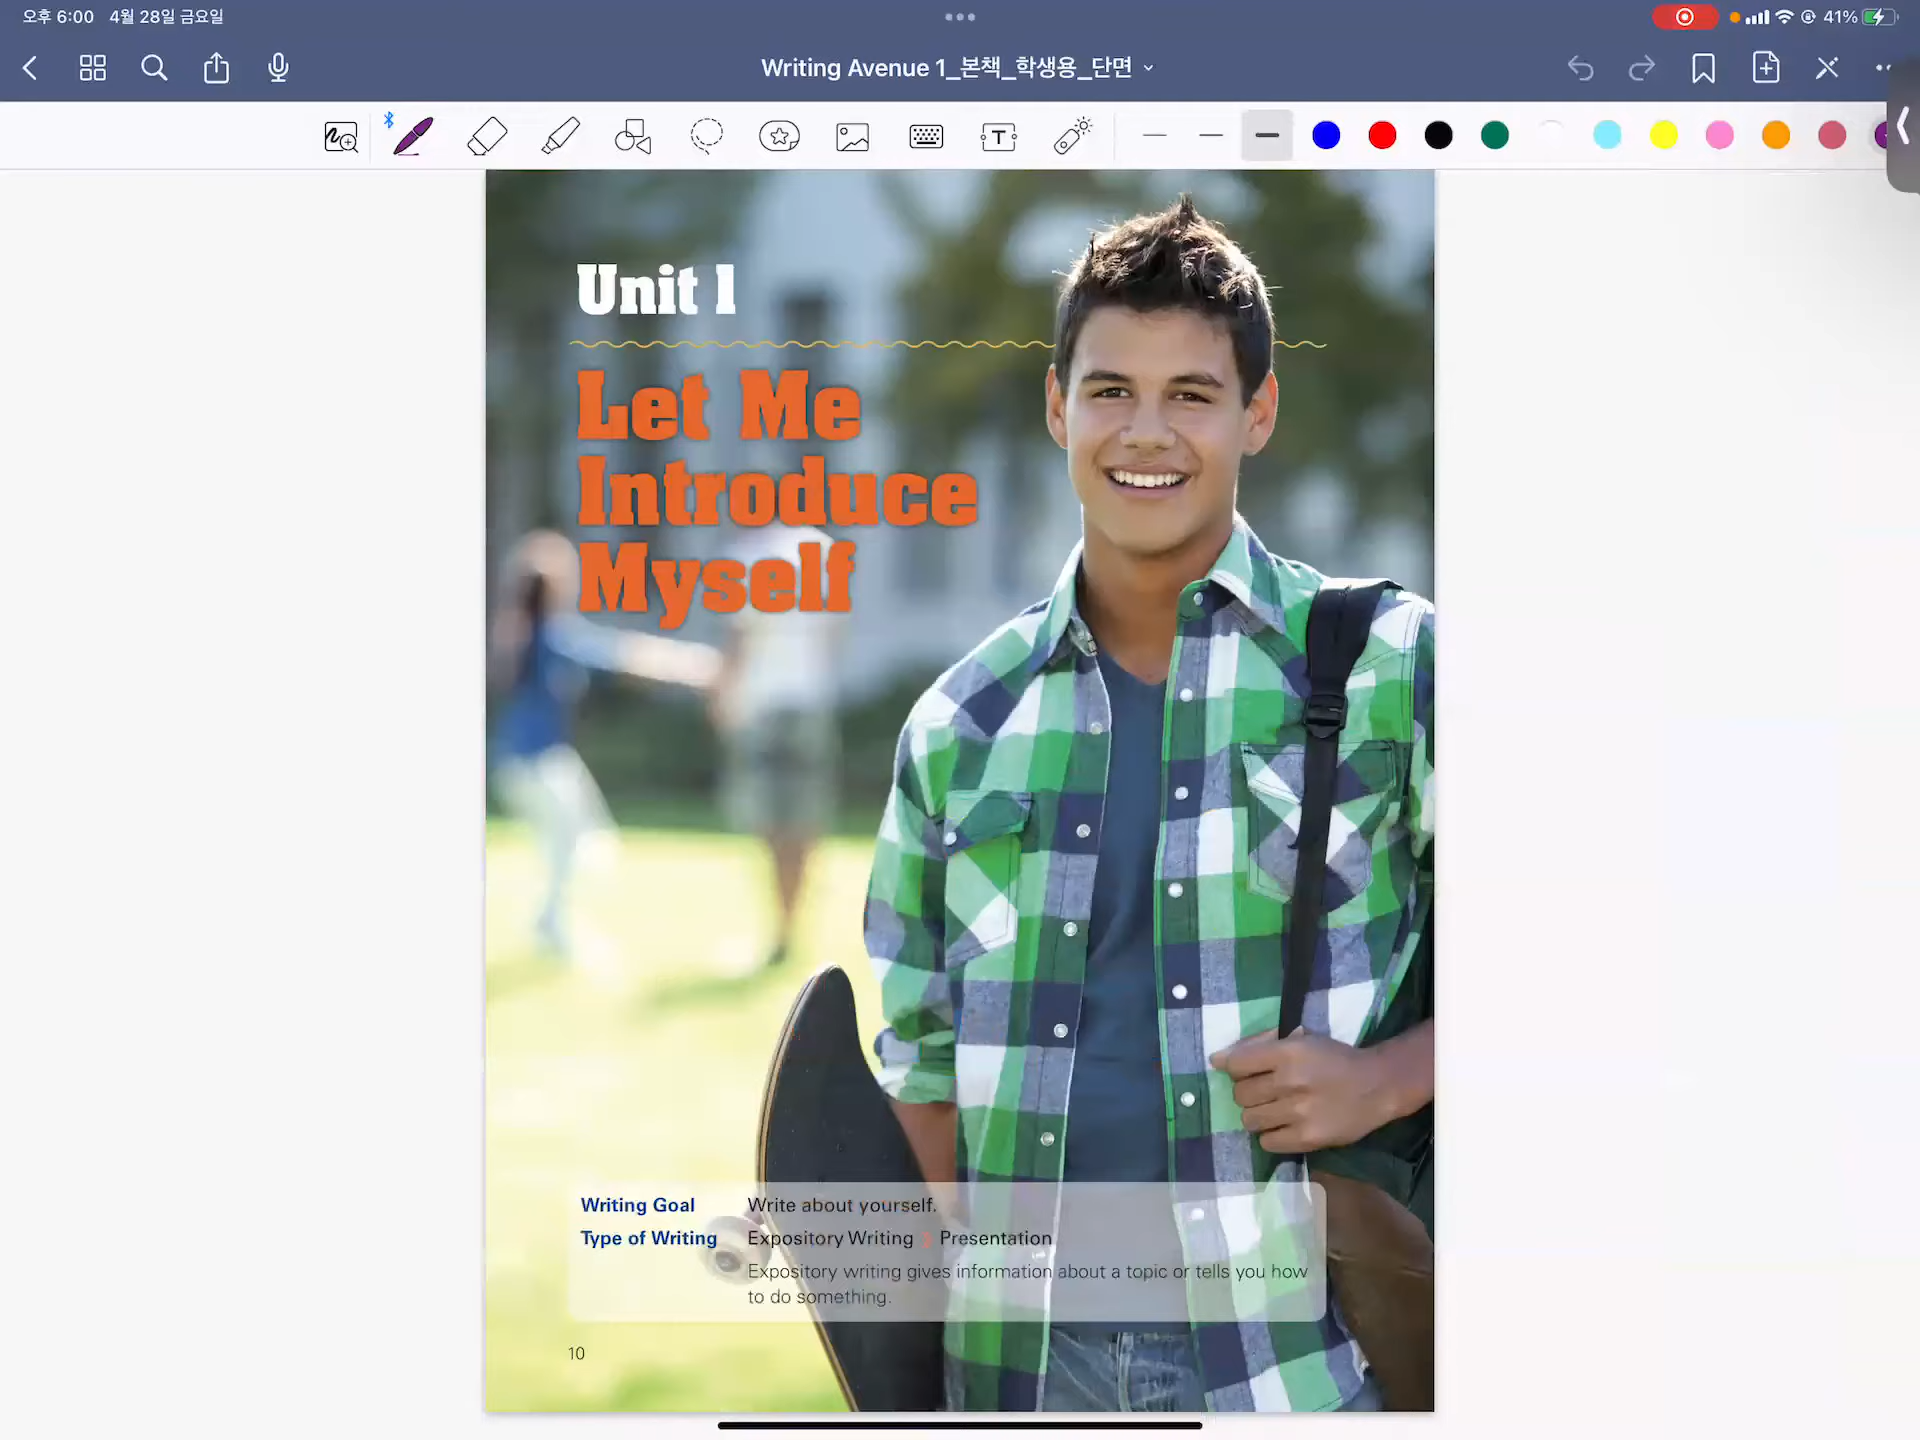 오후 6:00 4월 28일 금요일
41%
Writing Avenue 1_본책_학생용_단면
T
Unit 1
Let Me
Introduce
Myself
Writing Goal Write about yourself.
Type of Writing Expository Writing Presentation
Expository writing gives information about a topic or tells you how
to do something.
10